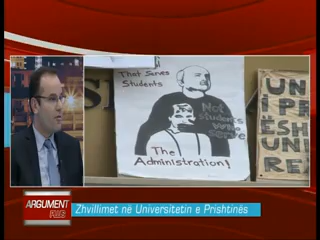 That Serves
Students
Not
Students
Who
Serve
The
Administration!
UN
I PR
ËSH
UNI
RE
ARGUMENT
PLUS
Zhvillimet në Universitetin e Prishtinës